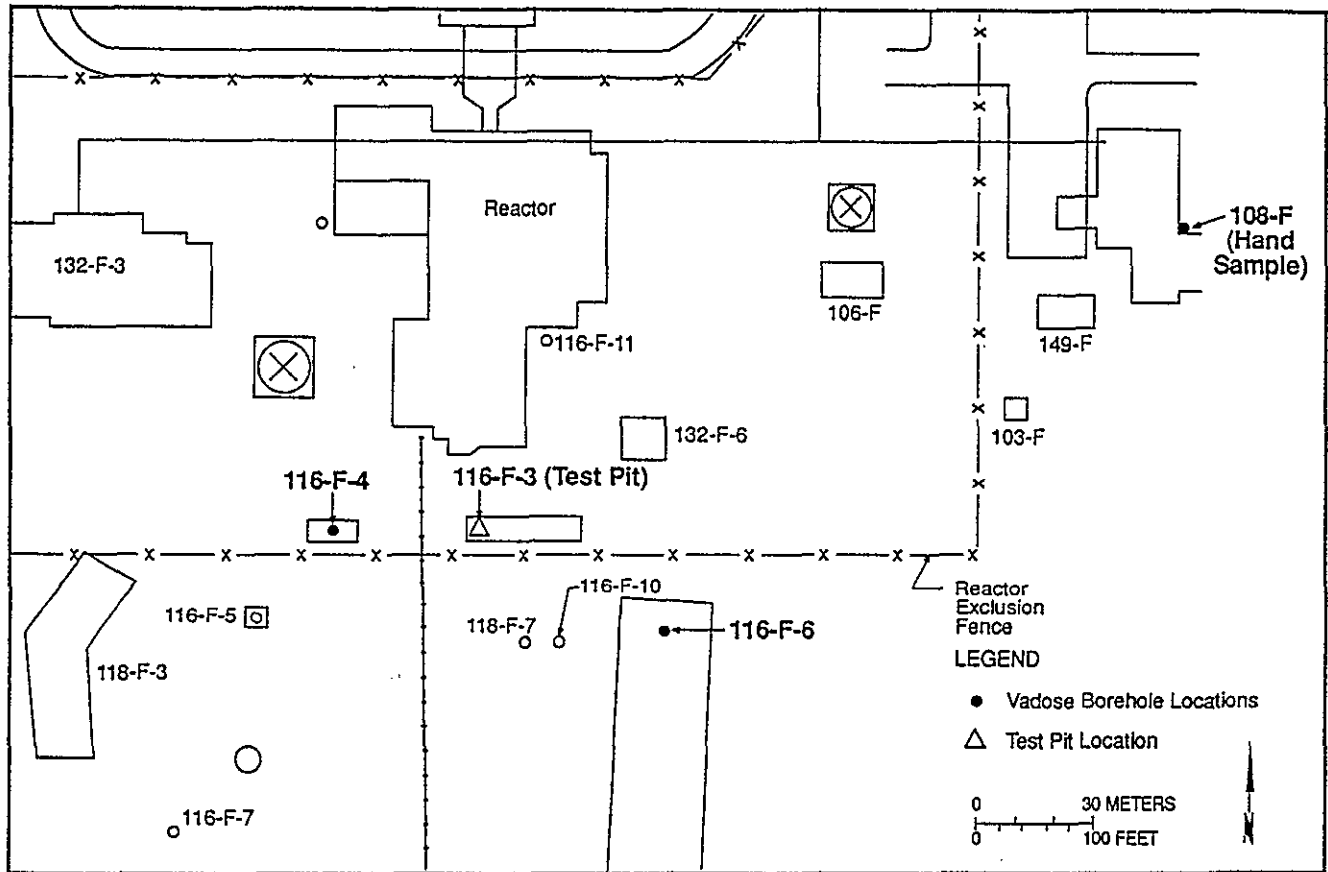 Reactor
132-F-3
108-F
(Hand
Sample)
106-F
149-F
116-F-11
103-F
132-F-6
116-F-4
116-F-3 (Test Pit)
116-F-10
Reactor
Exclusion
Fence
116-F-5
118-F-7
116-F-6
118-F-3
LEGEND
Vadose Borehole Locations
Test Pit Location
0 30 METERS
0 100 FEET
N
116-F-7